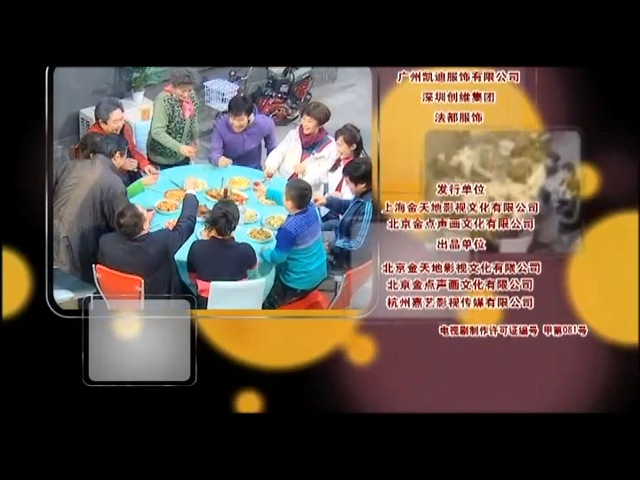 广州凯迪服饰有限公司
深圳创维集团
法都服饰
发行单位
上海金天地影视文化有限公司
北京金点声画文化有限公司
出品单位
北京金天地影视文化有限公司
北京金点声画文化有限公司
杭州嘉艺影视传媒有限公司
电视剧制作许可证编号 甲第081号